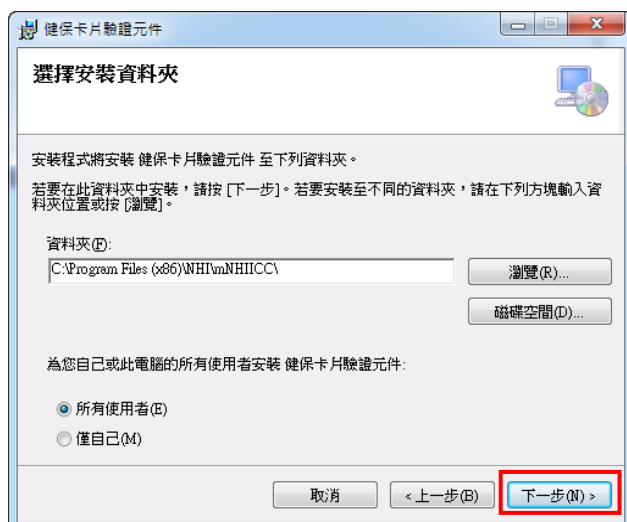 健保卡片驗證元件
選擇安裝資料夾
安裝程式將安裝 健保卡片驗證元件 至下列資料夾。
若要在此資料夾中安裝，請按 [下一步]。若要安裝至不同的資料夾，請在下列方塊輸入資
料夾位置或按 [瀏覽]。
資料夾(F):
C:\Program Files (x86)\NHI\mNHIICC\
瀏覽(R)...
磁碟空間(D)...
為您自己或此電腦的所有使用者安裝 健保卡片驗證元件:
所有使用者(E)
僅自己(M)
取消
<上一步(B)
下一步(N) >